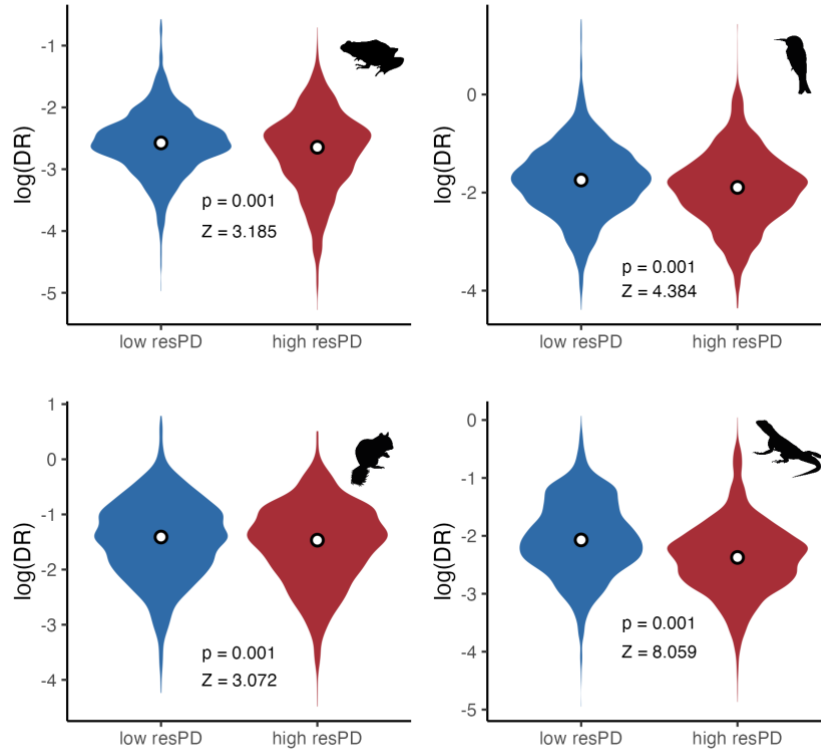 log(DR)
-1
-2
-3
-4
-5
p = 0.001
Z = 3.185
low resPD
high resPD
log(DR)
0
-2
-4
p = 0.001
Z = 4.384
low resPD
high resPD
log(DR)
1
0
-1
-2
-3
-4
p = 0.001
Z = 3.072
low resPD
high resPD
log(DR)
0
-1
-2
-3
-4
-5
p = 0.001
Z = 8.059
low resPD
high resPD